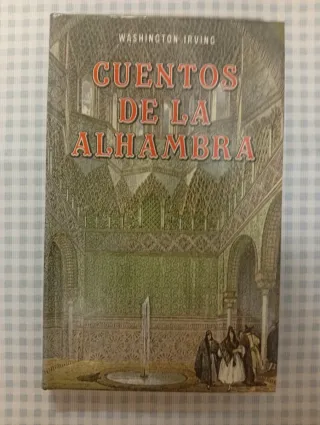 WASHINGTON IRVING
CUENTOS
DE LA
ALHAMBRA